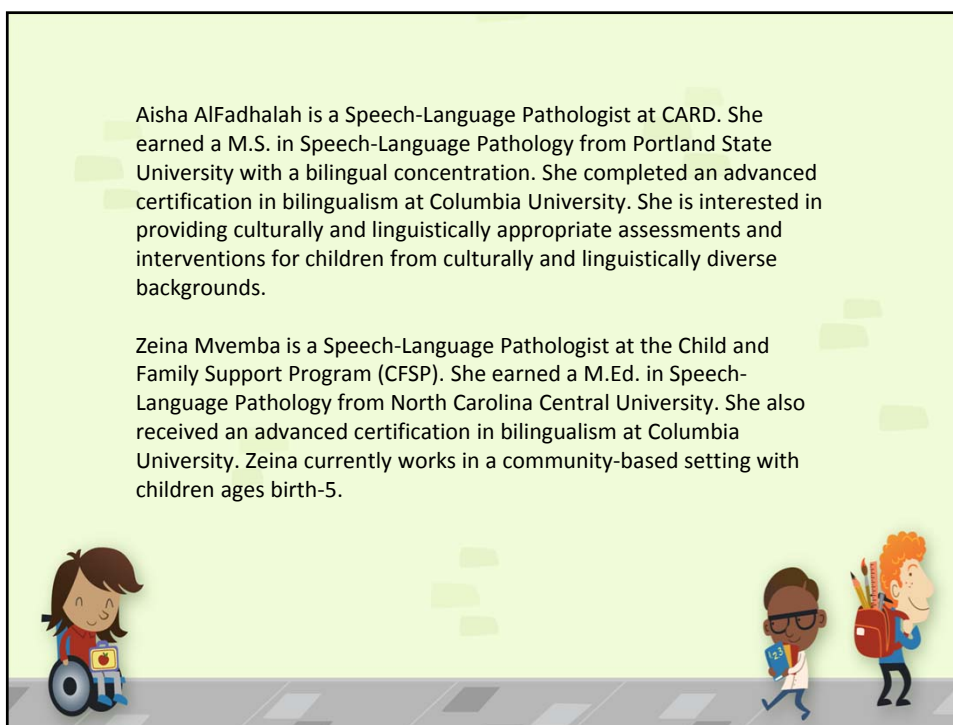 Aisha AlFadhalah is a Speech-Language Pathologist at CARD. She
earned a M.S. in Speech-Language Pathology from Portland State
University with a bilingual concentration. She completed an advanced
certification in bilingualism at Columbia University. She is interested in
providing culturally and linguistically appropriate assessments and
interventions for children from culturally and linguistically diverse
backgrounds.
Zeina Mvemba is a Speech-Language Pathologist at the Child and
Family Support Program (CFSP). She earned a M.Ed. in Speech-
Language Pathology from North Carolina Central University. She also
received an advanced certification in bilingualism at Columbia
University. Zeina currently works in a community-based setting with
children ages birth-5.
123